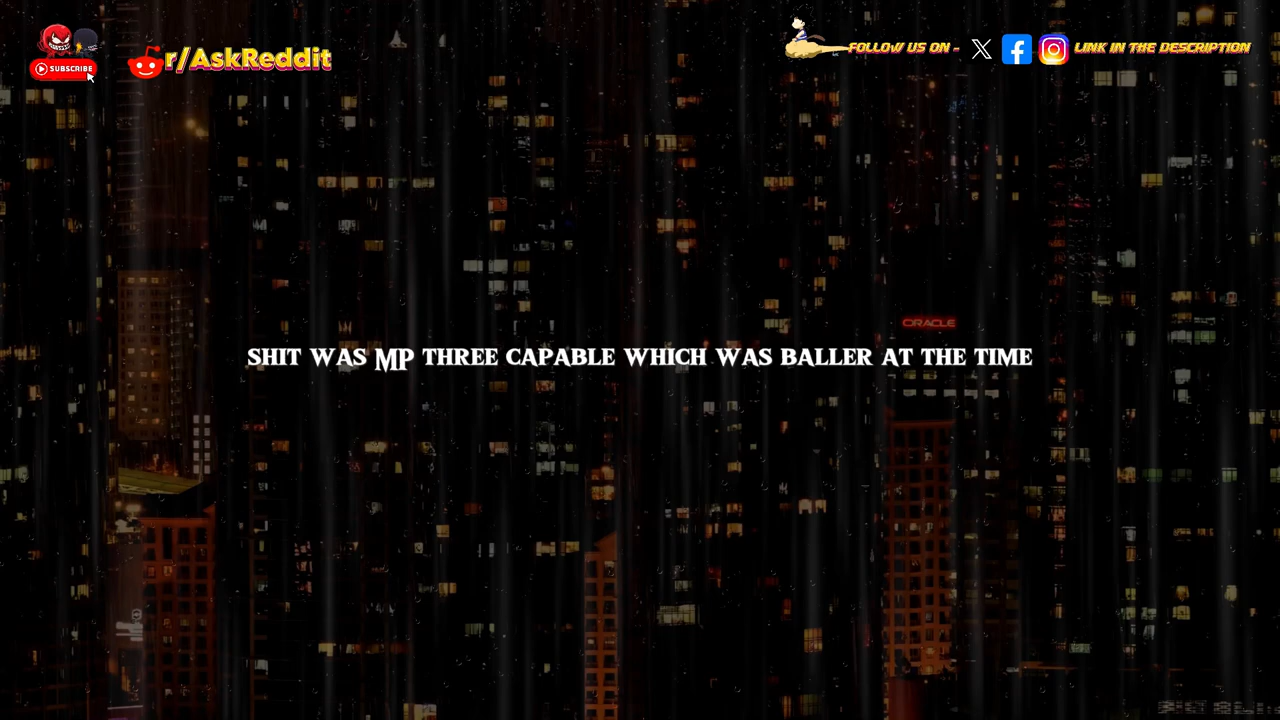 SUBSCRIBE
r/AskReddit
FOLLOW US ON -
LINK IN THE DESCRIPTION
ORACLE
SHIT WAS MP THREE CAPABLE WHICH WAS BALLER AT THE TIME